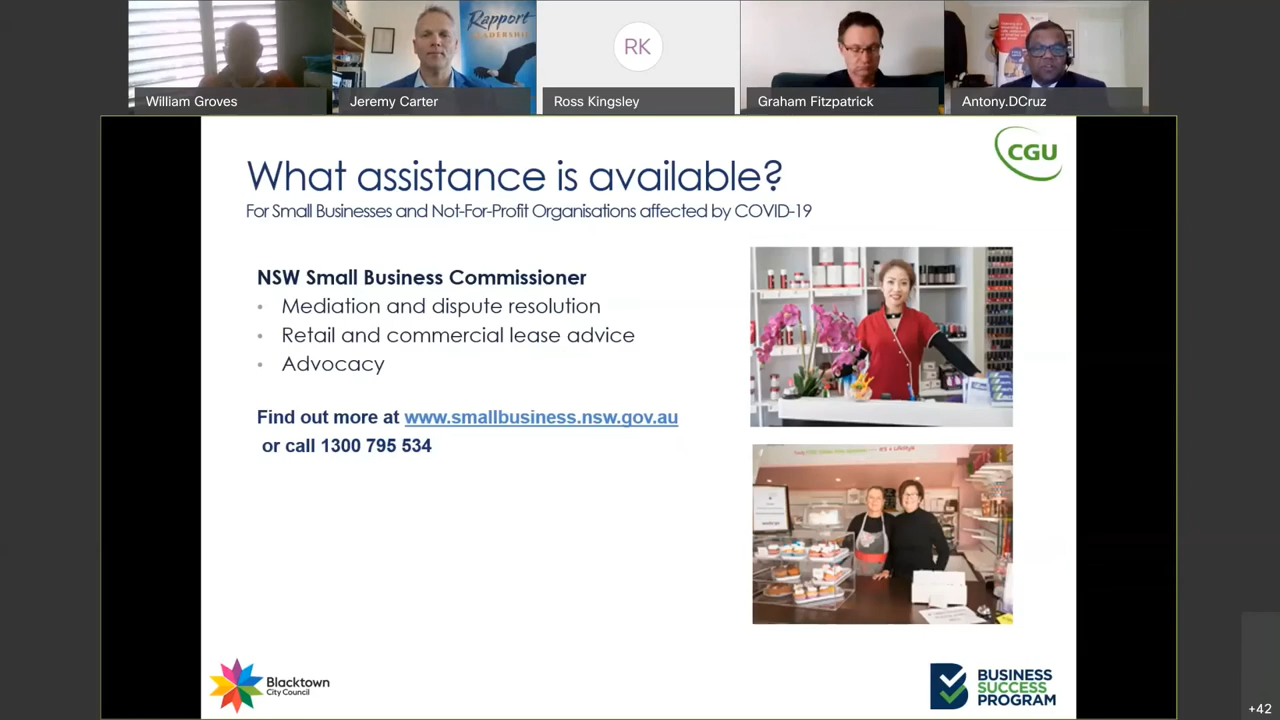 Rapport
LEADERSHIP
RK
William Groves
Jeremy Carter
Ross Kingsley
Graham Fitzpatrick
Antony.DCruz
CGU
What assistance is available?
For Small Businesses and Not-For-Profit Organisations affected by COVID-19
NSW Small Business Commissioner
• Mediation and dispute resolution
• Retail and commercial lease advice
• Advocacy
Find out more at www.smallbusiness.nsw.gov.au
or call 1300 795 534
Blacktown
City Council
BUSINESS
SUCCESS
PROGRAM
+42